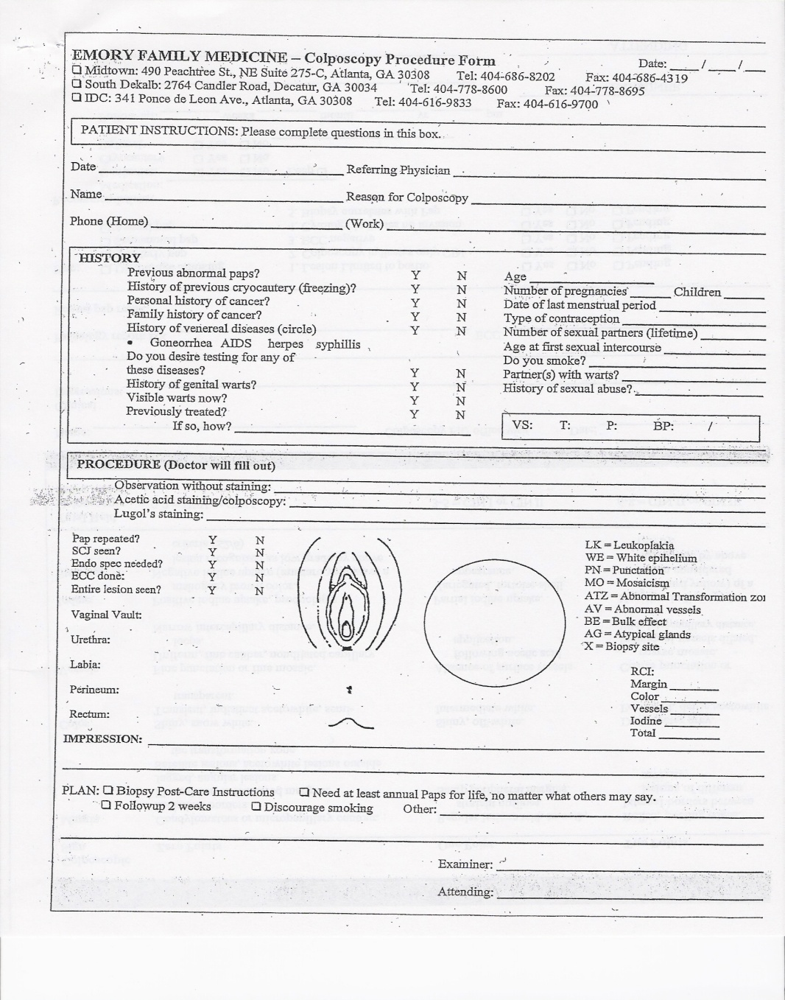 EMORY FAMILY MEDICINE – Colposcopy Procedure Form Date: ____ / ____ / ___
❑ Midtown: 490 Peachtree St., NE Suite 275-C, Atlanta, GA 30308 Tel: 404-686-8202 Fax: 404-686-4319
❑ South Dekalb: 2764 Candler Road, Decatur, GA 30034 Tel: 404-778-8600 Fax: 404-778-8695
❑ IDC: 341 Ponce de Leon Ave., Atlanta, GA 30308 Tel: 404-616-9833 Fax: 404-616-9700
PATIENT INSTRUCTIONS: Please complete questions in this box.
Date Referring Physician
Name Reason for Colposcopy
Phone (Home) (Work)
HISTORY
Previous abnormal paps? Y N
History of previous cryocautery (freezing)? Y N
Personal history of cancer? Y N
Family history of cancer? Y N
History of venereal diseases (circle) Y N
• Goneorrhea AIDS herpes syphillis
Do you desire testing for any of
these diseases? Y N
History of genital warts? Y N
Visible warts now? Y N
Previously treated? Y N
If so, how?
Age
Number of pregnancies Children
Date of last menstrual period
Type of contraception
Number of sexual partners (lifetime)
Age at first sexual intercourse
Do you smoke?
Partner(s) with warts?
History of sexual abuse?
VS: T: P: BP: /
PROCEDURE (Doctor will fill out)
Observation without staining:
Acetic acid staining/colposcopy:
Lugol's staining:
Pap repeated? Y N
SCJ seen? Y N
Endo spec needed? Y N
ECC done: Y N
Entire lesion seen? Y N
Vaginal Vault:
Urethra:
Labia:
Perineum:
Rectum:
LK = Leukoplakia
WE = White epihelium
PN = Punctation
MO = Mosaicism
ATZ = Abnormal Transformation zo
AV = Abnormal vessels
BE = Bulk effect
AG = Atypical glands
X = Biopsy site
RCI:
Margin
Color
Vessels
Iodine
Total
IMPRESSION:
PLAN: ❑ Biopsy Post-Care Instructions ❑ Need at least annual Paps for life, no matter what others may say.
❑ Followup 2 weeks ❑ Discourage smoking Other:
Examiner:
Attending: